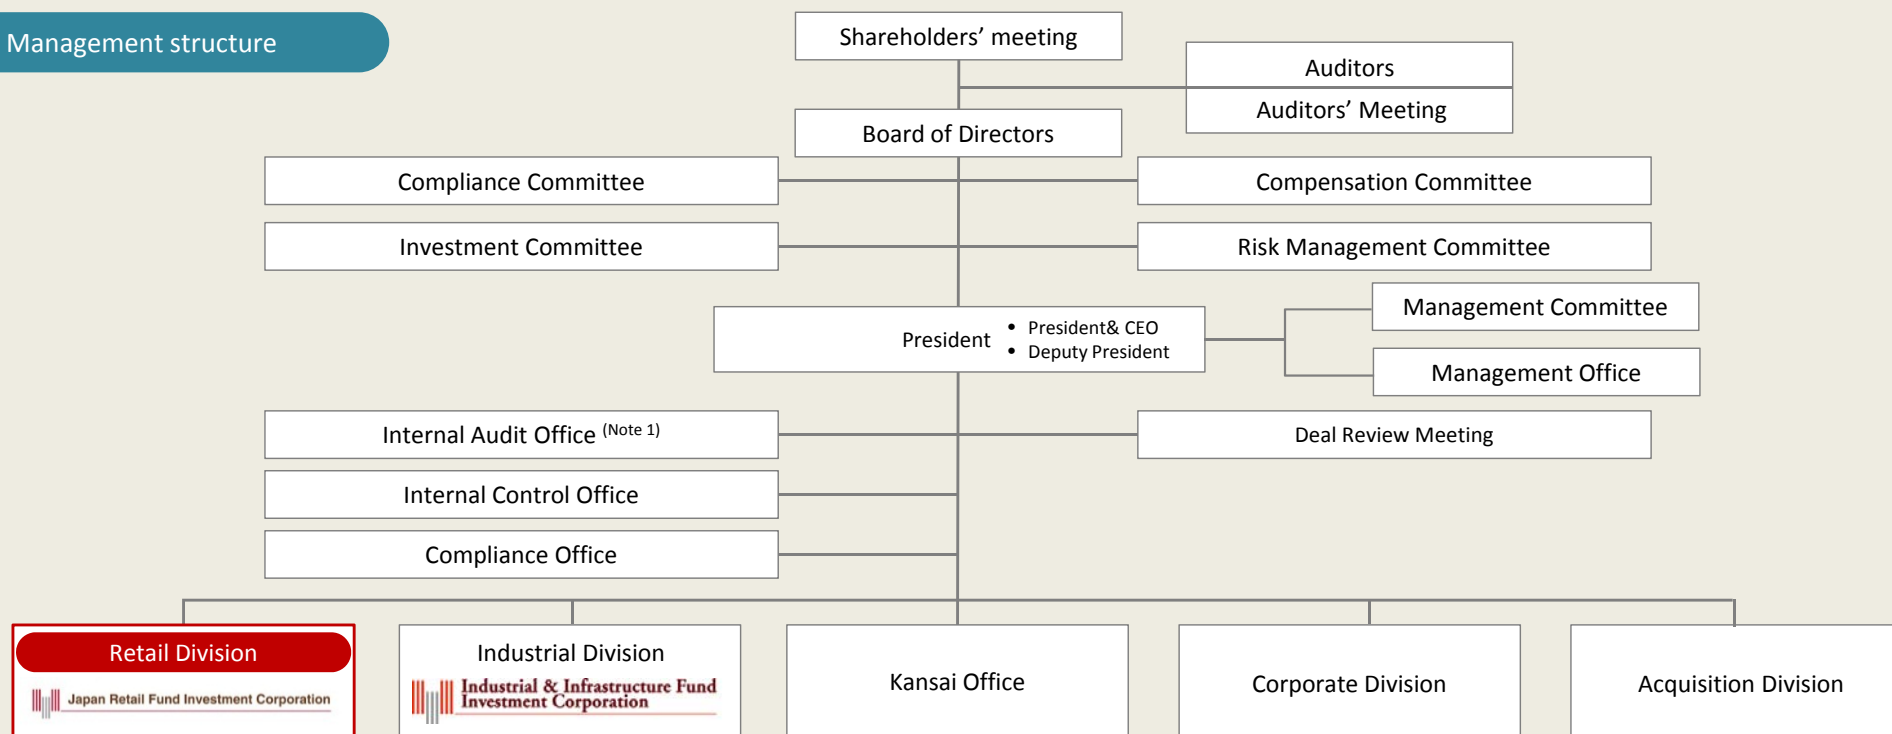 Management structure
Shareholders’ meeting
Auditors
Auditors’ Meeting
Board of Directors
Compliance Committee
Compensation Committee
Investment Committee
Risk Management Committee
President
• President& CEO
• Deputy President
Management Committee
Management Office
Internal Audit Office (Note 1)
Deal Review Meeting
Internal Control Office
Compliance Office
Retail Division
Japan Retail Fund Investment Corporation
Industrial Division
Industrial & Infrastructure Fund
Investment Corporation
Kansai Office
Corporate Division
Acquisition Division